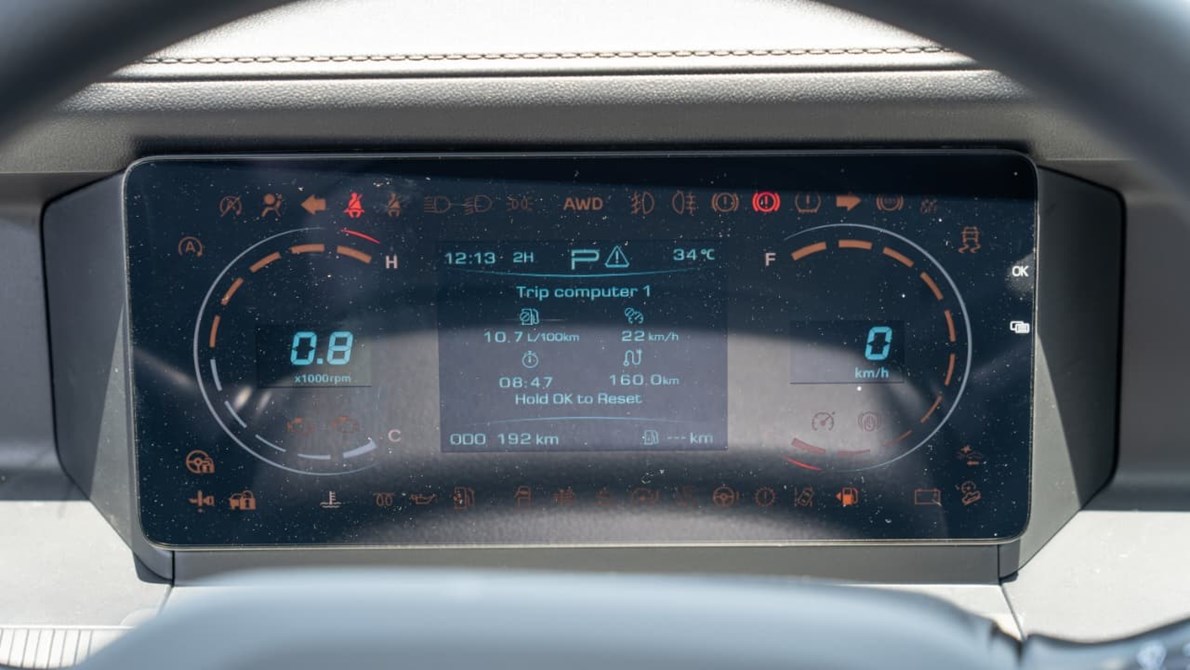 AWD
A
H
12:13 2H P 34°C
F
OK
Trip computer 1
10.7 L/100km 22 km/h
0.8
x1000rpm
0
km/h
08:47 160.0km
Hold OK to Reset
C
ODO 192 km --- km